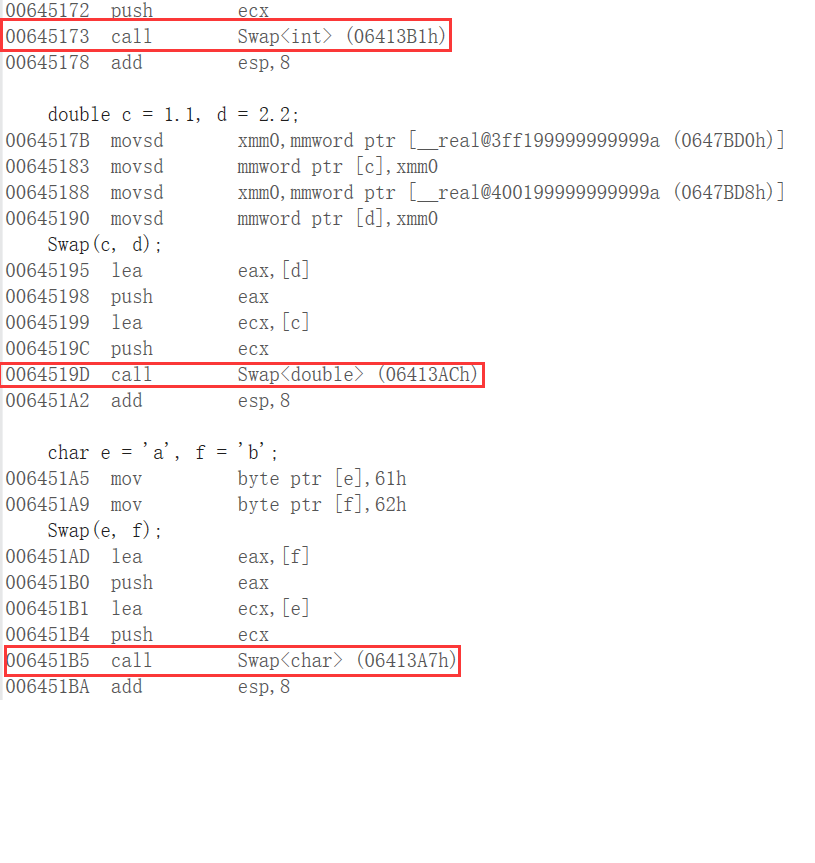 00645172  push        ecx
00645173  call        Swap<int> (06413B1h)
00645178  add         esp,8
double c = 1.1, d = 2.2;
0064517B  movsd       xmm0,mmword ptr [__real@3ff199999999999a (0647BD0h)]
00645183  movsd       mmword ptr [c],xmm0
00645188  movsd       xmm0,mmword ptr [__real@400199999999999a (0647BD8h)]
00645190  movsd       mmword ptr [d],xmm0
Swap(c, d);
00645195  lea         eax,[d]
00645198  push        eax
00645199  lea         ecx,[c]
0064519C  push        ecx
0064519D  call        Swap<double> (06413ACh)
006451A2  add         esp,8
char e = 'a', f = 'b';
006451A5  mov         byte ptr [e],61h
006451A9  mov         byte ptr [f],62h
Swap(e, f);
006451AD  lea         eax,[f]
006451B0  push        eax
006451B1  lea         ecx,[e]
006451B4  push        ecx
006451B5  call        Swap<char> (06413A7h)
006451BA  add         esp,8